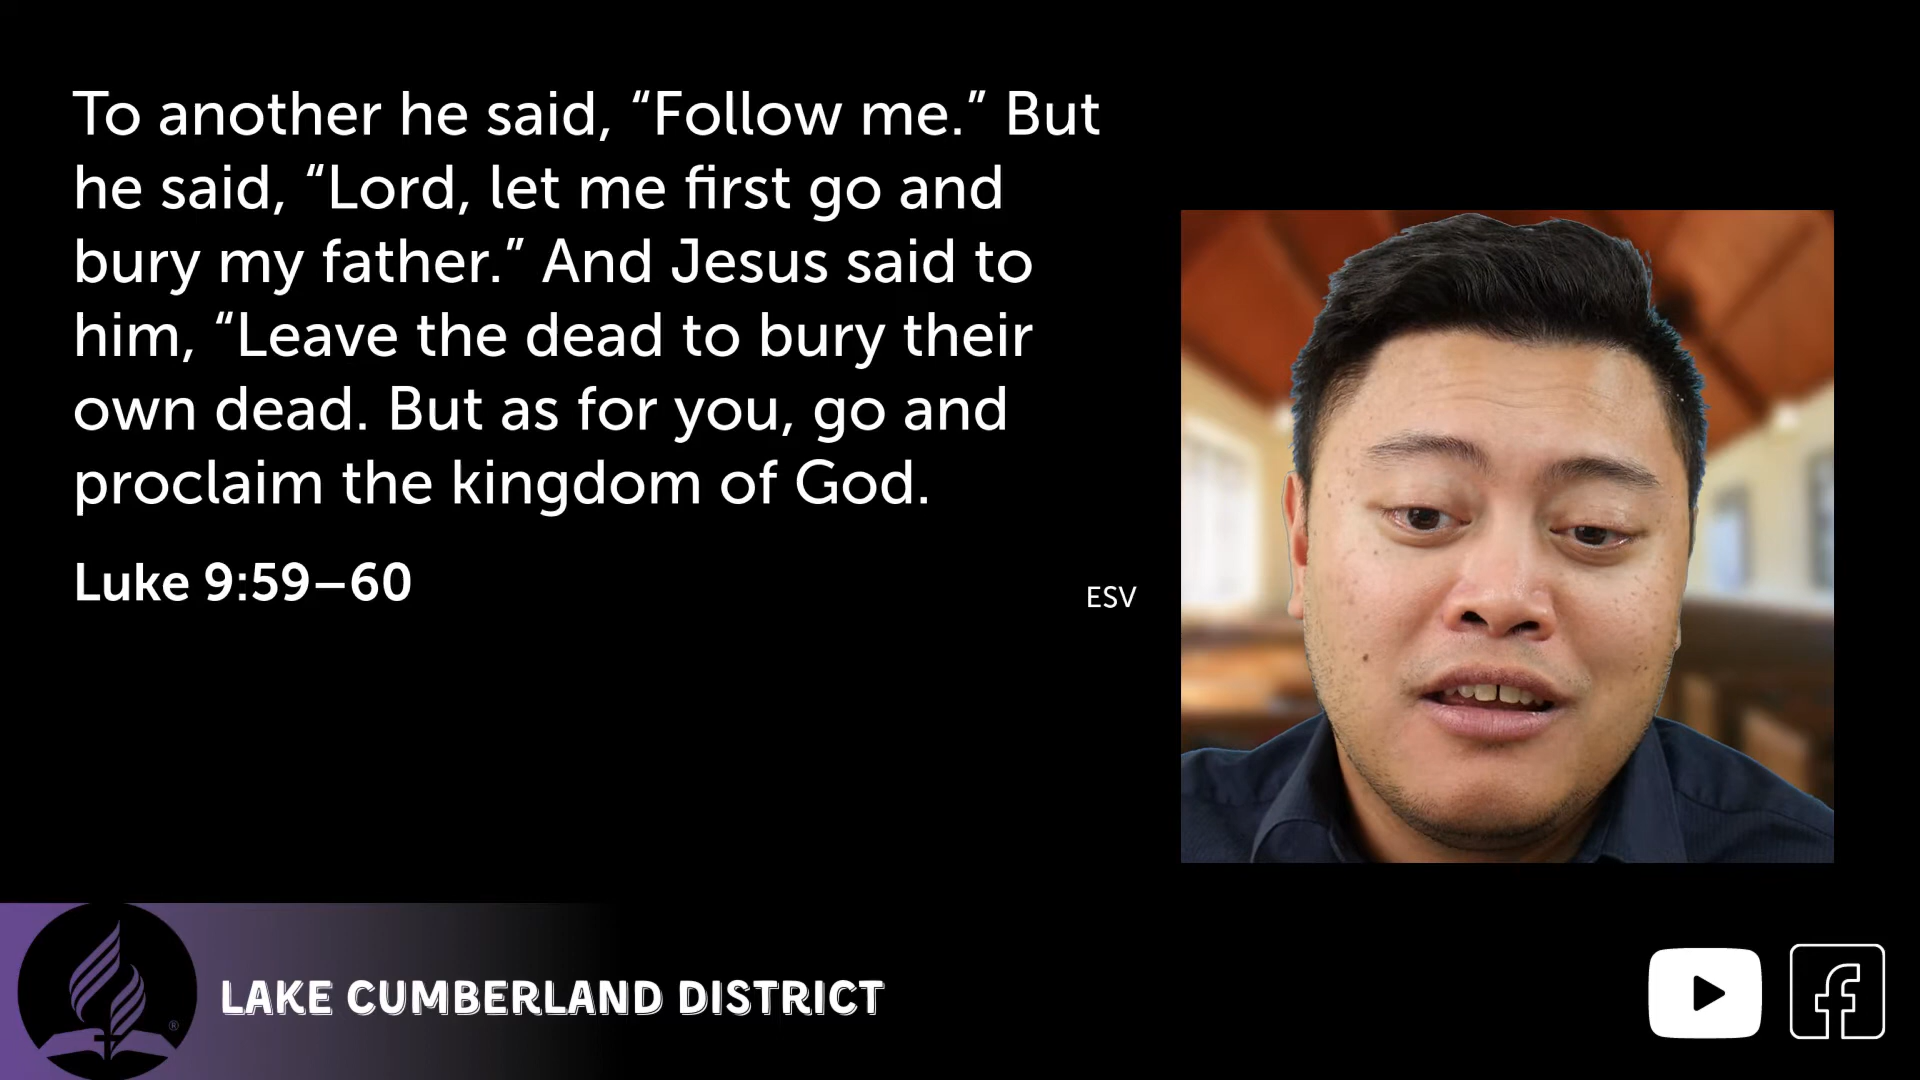 To another he said, “Follow me.” But
he said, “Lord, let me first go and
bury my father.” And Jesus said to
him, “Leave the dead to bury their
own dead. But as for you, go and
proclaim the kingdom of God.
Luke 9:59–60
ESV
LAKE CUMBERLAND DISTRICT
®